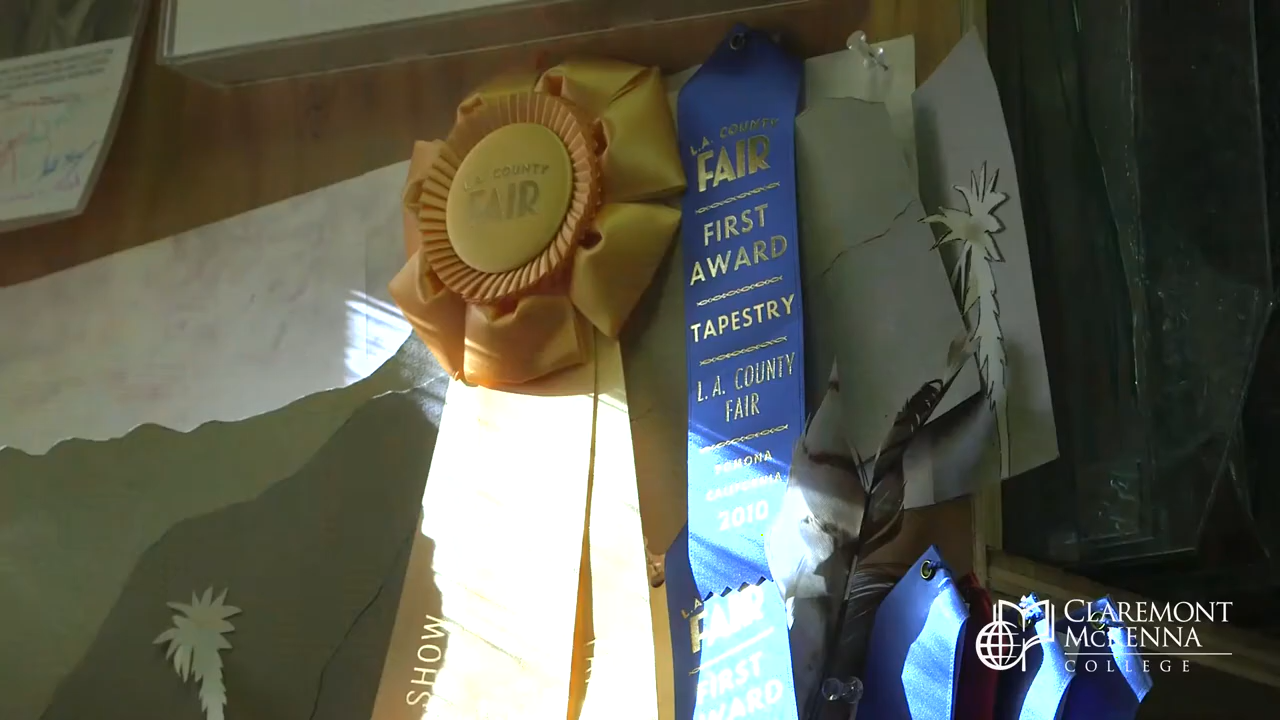 L.A. COUNTY
FAIR
SHOW
L.A. COUNTY
FAIR
FIRST
AWARD
TAPESTRY
L.A. COUNTY
FAIR
POMONA
CALIFORNIA
2010
FAIR
FIRST
AWARD
CLAREMONT
MCKENNA
COLLEGE